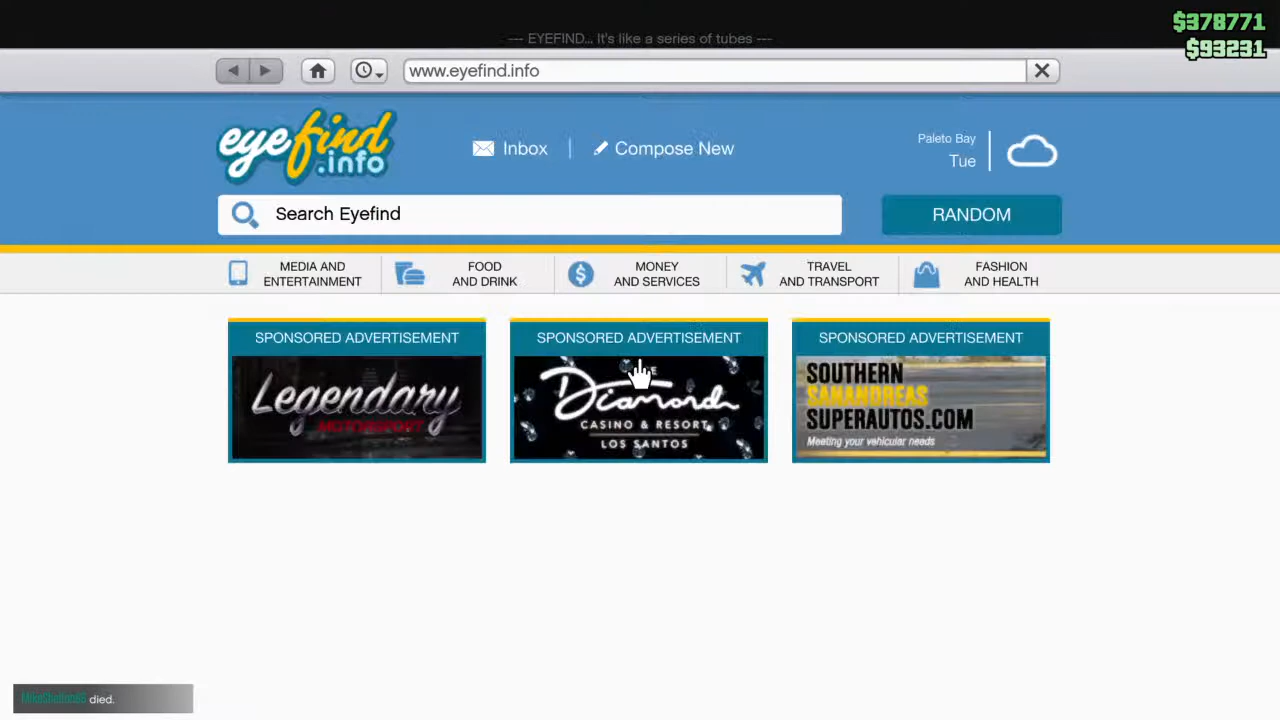 $378771
--- EYEFIND... It's like a series of tubes ---
$93231
www.eyefind.info
eyefind
.info
Inbox
Compose New
Paleto Bay
Tue
Search Eyefind
RANDOM
MEDIA AND
ENTERTAINMENT
FOOD
AND DRINK
MONEY
AND SERVICES
TRAVEL
AND TRANSPORT
FASHION
AND HEALTH
SPONSORED ADVERTISEMENT
Legendary
MOTORSPORT
SPONSORED ADVERTISEMENT
Diamond
CASINO & RESORT
LOS SANTOS
SPONSORED ADVERTISEMENT
SOUTHERN
SANANDREAS
SUPERAUTOS.COM
Meeting your vehicular needs
died.